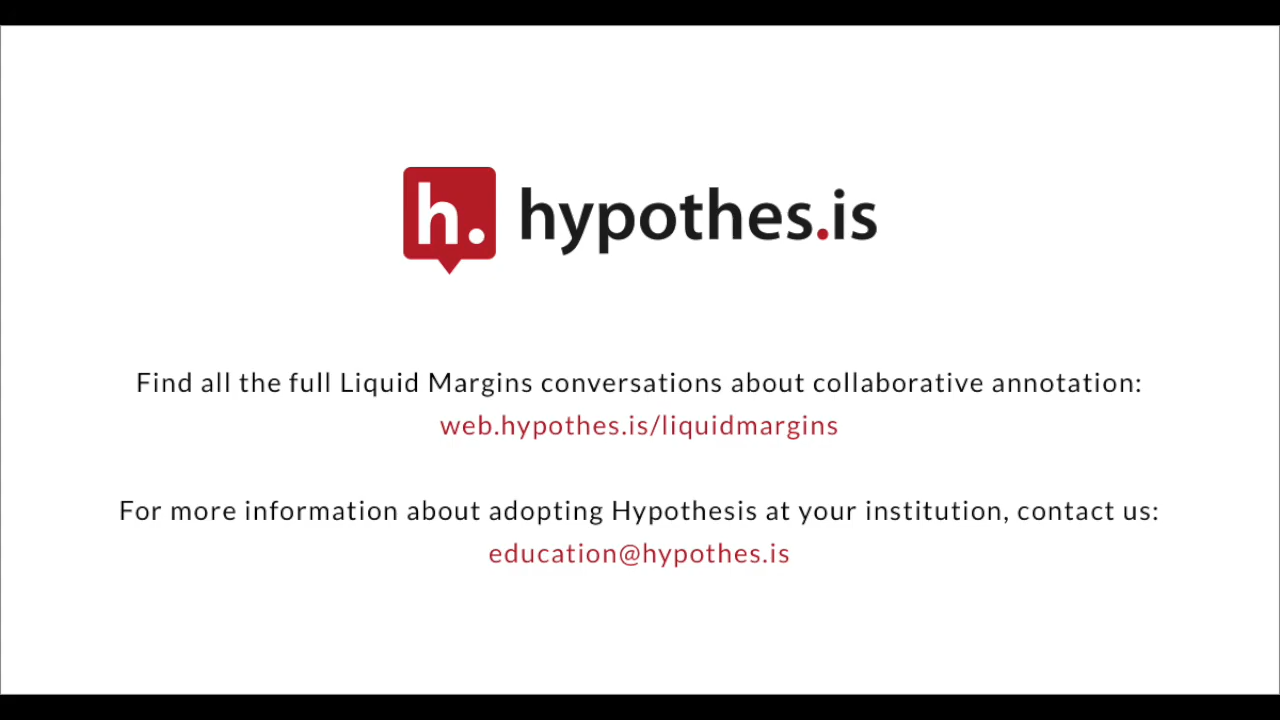 h. hypothes.is
Find all the full Liquid Margins conversations about collaborative annotation:
web.hypothes.is/liquidmargins
For more information about adopting Hypothesis at your institution, contact us:
education@hypothes.is